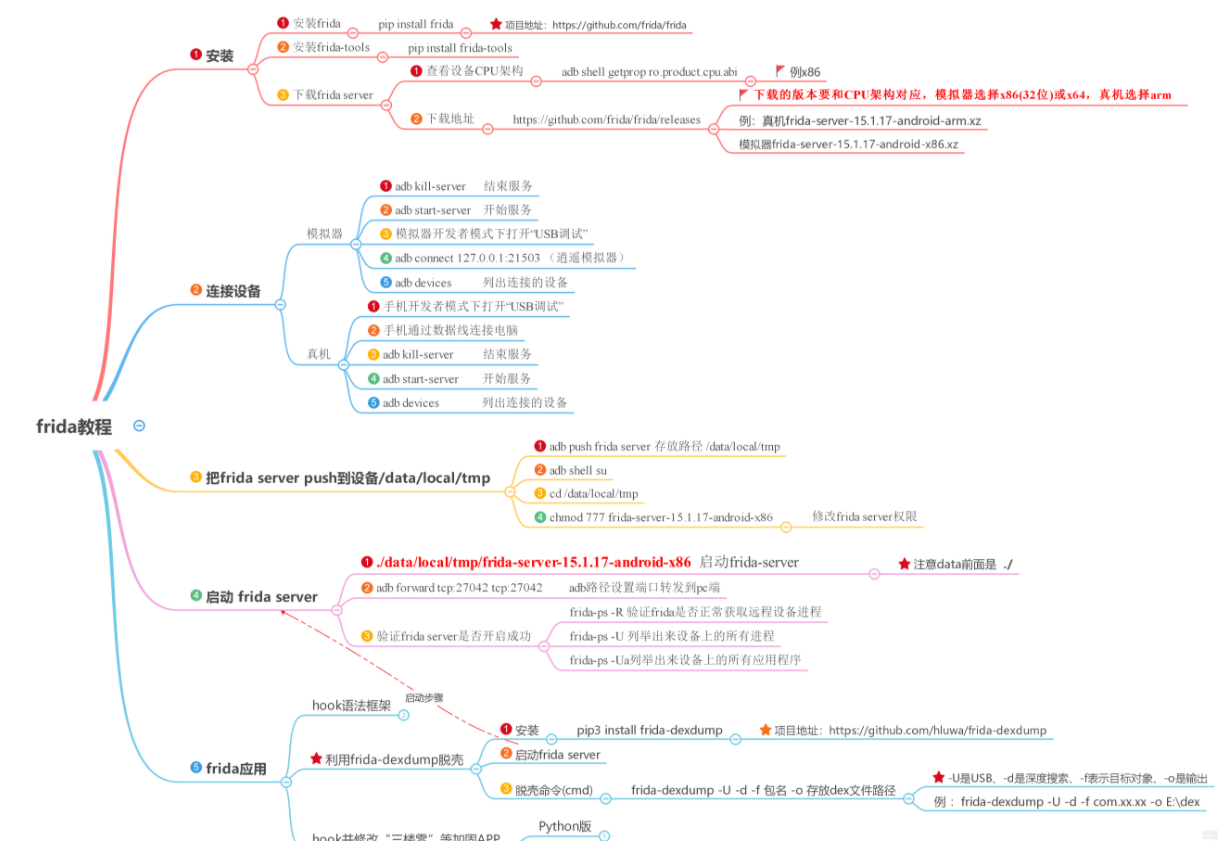 frida教程
1 安装
1 安装frida
pip install frida
项目地址：https://github.com/frida/frida
2 安装frida-tools
pip install frida-tools
3 下载frida server
1 查看设备CPU架构
adb shell getprop ro.product.cpu.abi
例x86
2 下载地址
https://github.com/frida/frida/releases
下载的版本要和CPU架构对应，模拟器选择x86(32位)或x64，真机选择arm
例：真机frida-server-15.1.17-android-arm.xz
模拟器frida-server-15.1.17-android-x86.xz
2 连接设备
模拟器
1 adb kill-server 结束服务
2 adb start-server 开始服务
3 模拟器开发者模式下打开“USB调试”
4 adb connect 127.0.0.1:21503 （逍遥模拟器）
5 adb devices 列出连接的设备
真机
1 手机开发者模式下打开“USB调试”
2 手机通过数据线连接电脑
3 adb kill-server 结束服务
4 adb start-server 开始服务
5 adb devices 列出连接的设备
3 把frida server push到设备/data/local/tmp
1 adb push frida server 存放路径 /data/local/tmp
2 adb shell su
3 cd /data/local/tmp
4 chmod 777 frida-server-15.1.17-android-x86
修改frida server权限
4 启动 frida server
1 ./data/local/tmp/frida-server-15.1.17-android-x86 启动frida-server
注意data前面是 ./
2 adb forward tcp:27042 tcp:27042 adb路径设置端口转发到pc端
3 验证frida server是否开启成功
frida-ps -R 验证frida是否正常获取远程设备进程
frida-ps -U 列举出来设备上的所有进程
frida-ps -Ua列举出来设备上的所有应用程序
5 frida应用
hook语法框架
2
启动步骤
利用frida-dexdump脱壳
1 安装
pip3 install frida-dexdump
项目地址：https://github.com/hluwa/frida-dexdump
2 启动frida server
3 脱壳命令(cmd)
frida-dexdump -U -d -f 包名 -o 存放dex文件路径
-U是USB、-d是深度搜索、-f表示目标对象、-o是输出
例 ：frida-dexdump -U -d -f com.xx.xx -o E:\dex
hook并修改“三楼零”等加固APP
Python版
1